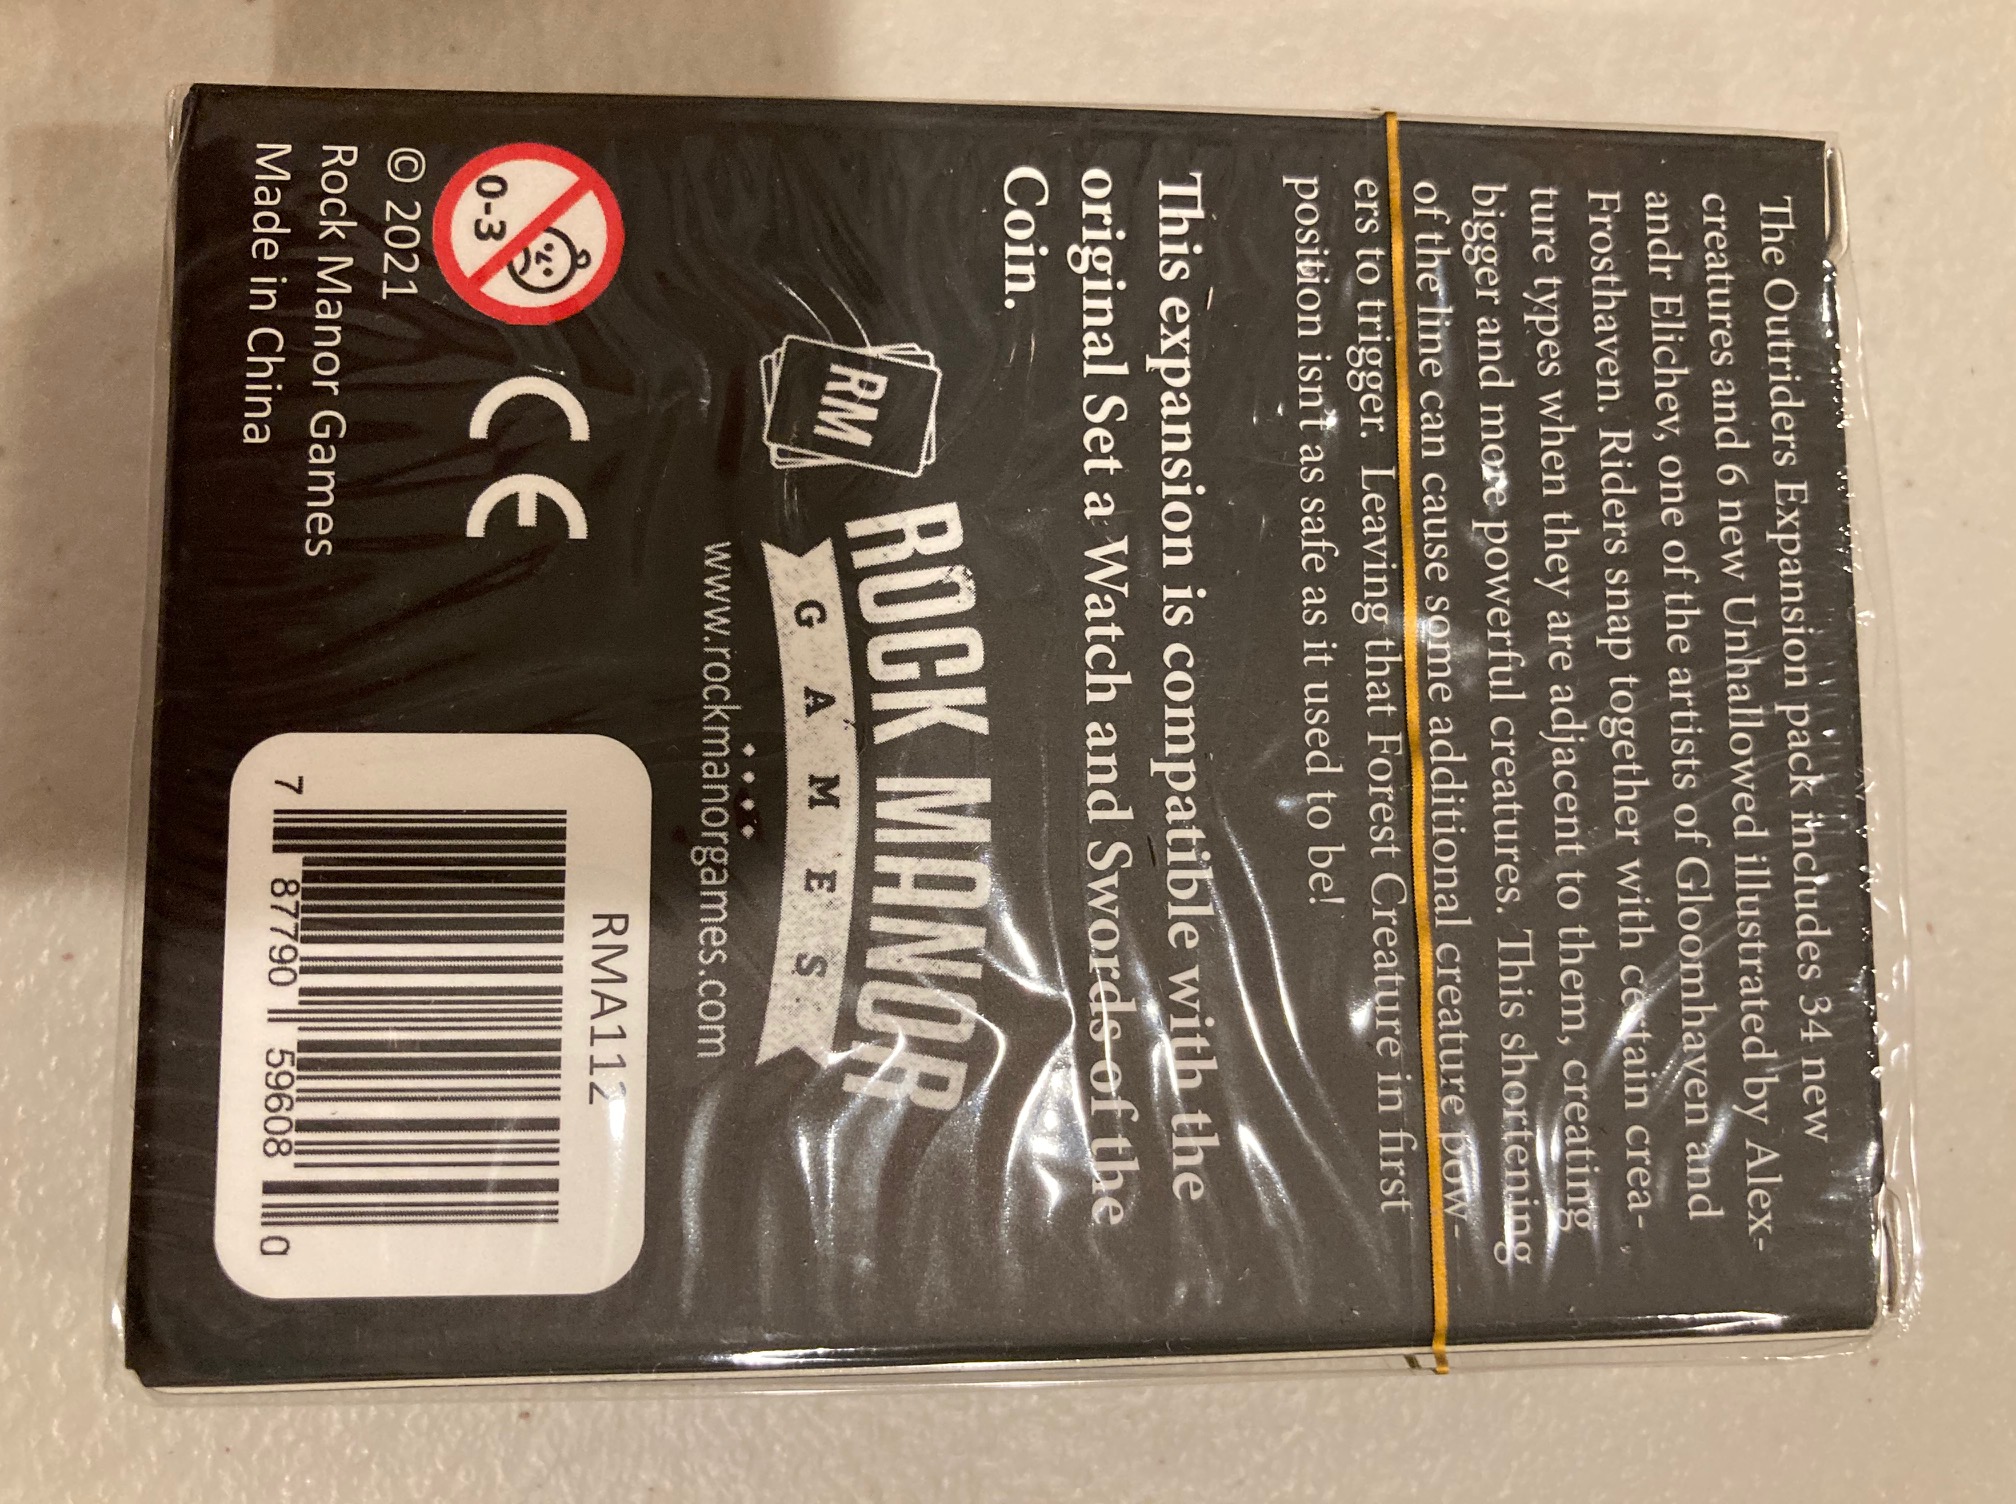 The Outriders Expansion pack includes 34 new
creatures and 6 new Unhallowed illustrated by Alex-
andr Elichev, one of the artists of Gloomhaven and
Frosthaven. Riders snap together with certain crea-
ture types when they are adjacent to them, creating
bigger and more powerful creatures. This shortening
of the line can cause some additional creature pow-
ers to trigger. Leaving that Forest Creature in first
position isn't as safe as it used to be!
This expansion is compatible with the
original Set a Watch and Swords of the
Coin.
RM
ROCK MANOR
GAMES
www.rockmanorgames.com
0-3
CE
© 2021
Rock Manor Games
Made in China
RMA112
7 87790 59608 0